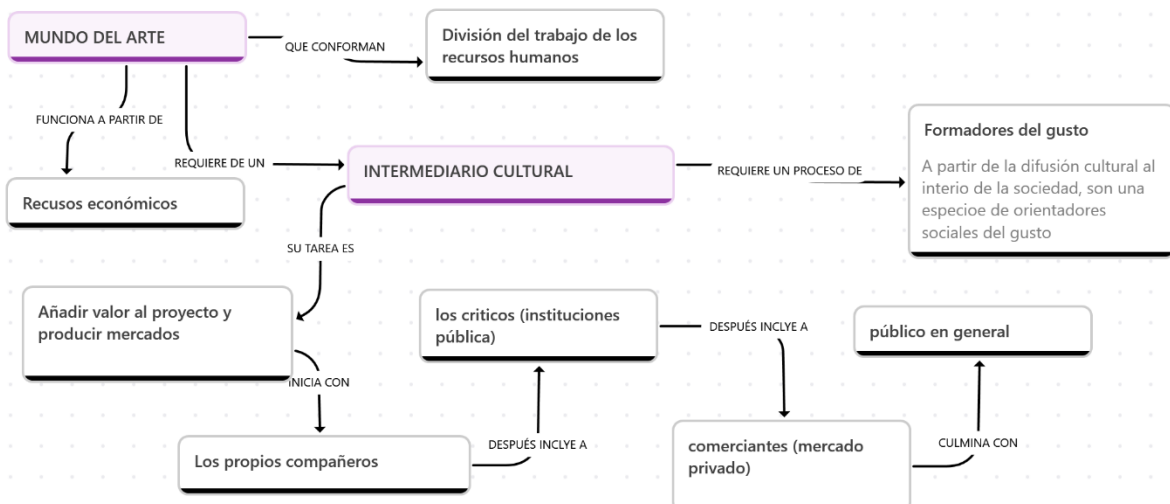 MUNDO DEL ARTE
QUE CONFORMAN
División del trabajo de los
recursos humanos
FUNCIONA A PARTIR DE
REQUIERE DE UN
INTERMEDIARIO CULTURAL
REQUIERE UN PROCESO DE
Formadores del gusto
A partir de la difusión cultural al
interio de la sociedad, son una
especioe de orientadores
sociales del gusto
Recusos económicos
SU TAREA ES
Añadir valor al proyecto y
producir mercados
los criticos (instituciones
pública)
DESPUÉS INCLYE A
público en general
INICIA CON
Los propios compañeros
DESPUÉS INCLYE A
comerciantes (mercado
privado)
CULMINA CON